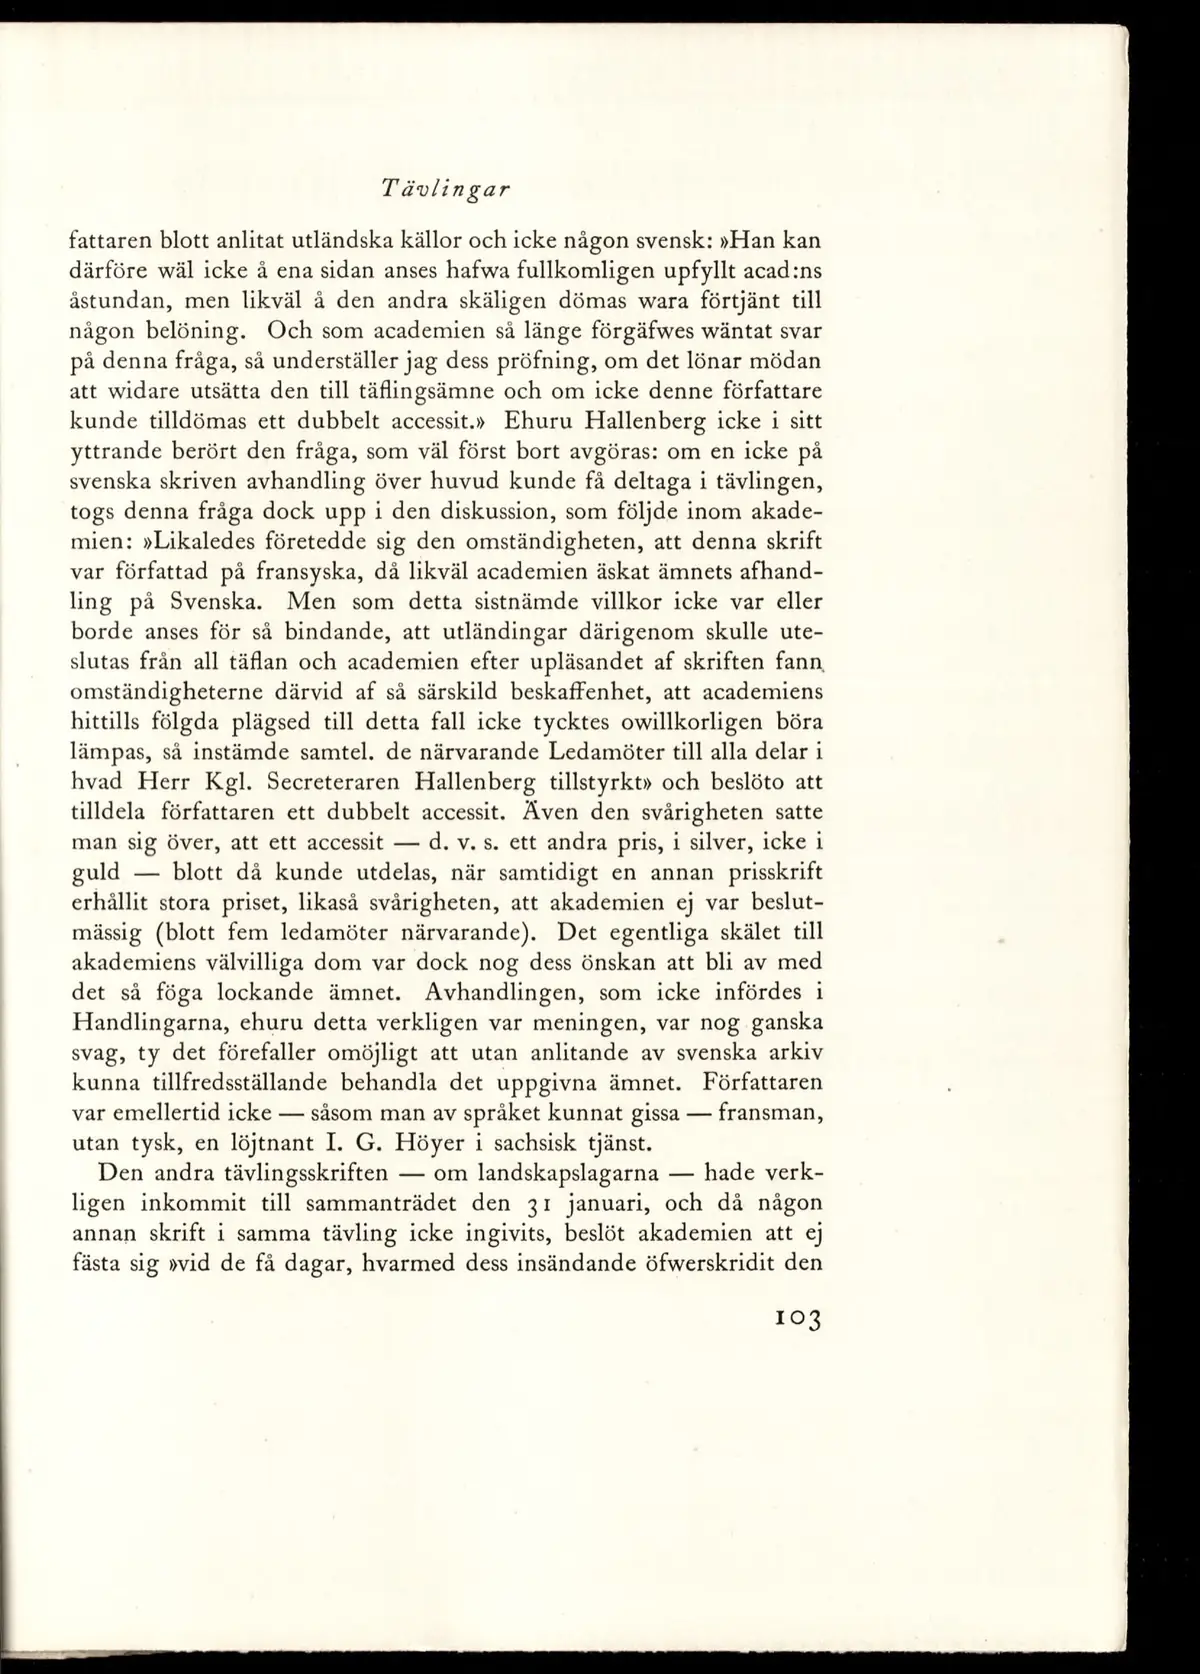 Tävlingar
fattaren blott anlitat utländska källor och icke någon svensk: »Han kan
därföre wäl icke å ena sidan anses hafwa fullkomligen upfyllt acad:ns
åstundan, men likväl å den andra skäligen dömas wara förtjänt till
någon belöning. Och som academien så länge förgäfwes wäntat svar
på denna fråga, så underställer jag dess pröfning, om det lönar mödan
att widare utsätta den till täflingsämne och om icke denne författare
kunde tilldömas ett dubbelt accessit.» Ehuru Hallenberg icke i sitt
yttrande berört den fråga, som väl först bort avgöras: om en icke på
svenska skriven avhandling över huvud kunde få deltaga i tävlingen,
togs denna fråga dock upp i den diskussion, som följde inom akade-
mien: »Likaledes företedde sig den omständigheten, att denna skrift
var författad på fransyska, då likväl academien äskat ämnets afhand-
ling på Svenska. Men som detta sistnämde villkor icke var eller
borde anses för så bindande, att utländingar därigenom skulle ute-
slutas från all täflan och academien efter upläsandet af skriften fann
omständigheterne därvid af så särskild beskaffenhet, att academiens
hittills fölgda plägsed till detta fall icke tycktes owillkorligen böra
lämpas, så instämde samtel. de närvarande Ledamöter till alla delar i
hvad Herr Kgl. Secreteraren Hallenberg tillstyrkt» och beslöto att
tilldela författaren ett dubbelt accessit. Även den svårigheten satte
man sig över, att ett accessit — d. v. s. ett andra pris, i silver, icke i
guld — blott då kunde utdelas, när samtidigt en annan prisskrift
erhållit stora priset, likaså svårigheten, att akademien ej var beslut-
mässig (blott fem ledamöter närvarande). Det egentliga skälet till
akademiens välvilliga dom var dock nog dess önskan att bli av med
det så föga lockande ämnet. Avhandlingen, som icke infördes i
Handlingarna, ehuru detta verkligen var meningen, var nog ganska
svag, ty det förefaller omöjligt att utan anlitande av svenska arkiv
kunna tillfredsställande behandla det uppgivna ämnet. Författaren
var emellertid icke — såsom man av språket kunnat gissa — fransman,
utan tysk, en löjtnant I. G. Höyer i sachsisk tjänst.
Den andra tävlingsskriften — om landskapslagarna — hade verk-
ligen inkommit till sammanträdet den 31 januari, och då någon
annan skrift i samma tävling icke ingivits, beslöt akademien att ej
fästa sig »vid de få dagar, hvarmed dess insändande öfwerskridit den
103